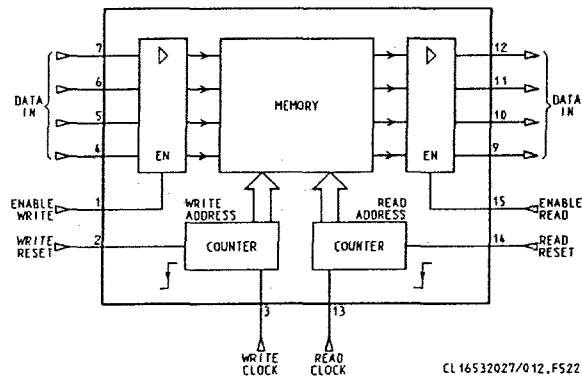 7
6
5
4
DATA
IN
EN
MEMORY
EN
12
11
10
9
DATA
IN
1
ENABLE
WRITE
WRITE
ADDRESS
READ
ADDRESS
15
ENABLE
READ
2
WRITE
RESET
COUNTER
COUNTER
14
READ
RESET
3
13
WRITE
CLOCK
READ
CLOCK
CL16532027/012.F522